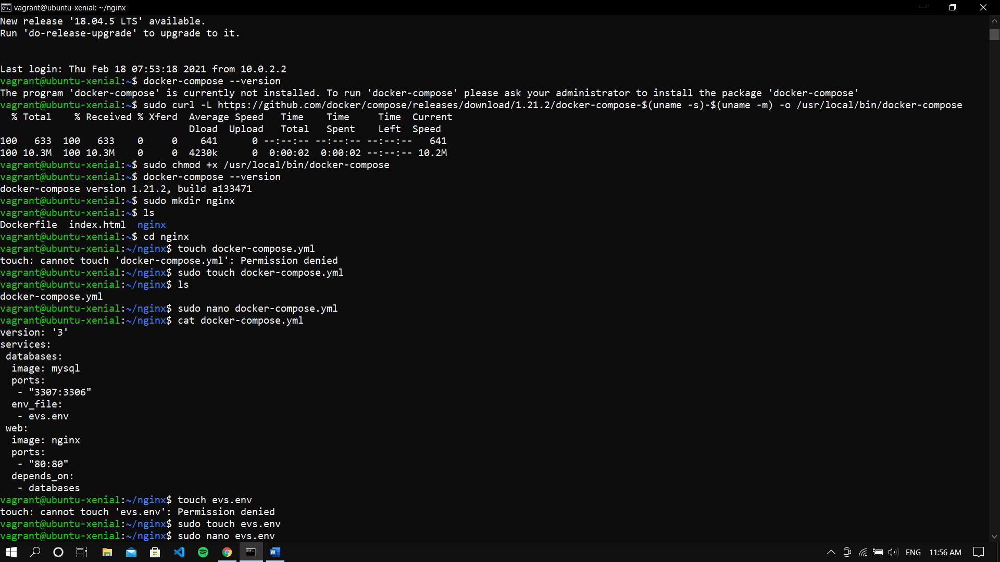 vagrant@ubuntu-xenial: ~/nginx
New release '18.04.5 LTS' available.
Run 'do-release-upgrade' to upgrade to it.
Last login: Thu Feb 18 07:53:18 2021 from 10.0.2.2
vagrant@ubuntu-xenial:~$ docker-compose --version
The program 'docker-compose' is currently not installed. To run 'docker-compose' please ask your administrator to install the package 'docker-compose'
vagrant@ubuntu-xenial:~$ sudo curl -L https://github.com/docker/compose/releases/download/1.21.2/docker-compose-$(uname -s)-$(uname -m) -o /usr/local/bin/docker-compose
  % Total    % Received % Xferd  Average Speed   Time    Time     Time  Current
                                 Dload  Upload   Total   Spent    Left  Speed
100   633  100   633    0     0    641      0 --:--:-- --:--:-- --:--:--   641
100 10.3M  100 10.3M    0     0  4230k      0  0:00:02  0:00:02 --:--:-- 10.2M
vagrant@ubuntu-xenial:~$ sudo chmod +x /usr/local/bin/docker-compose
vagrant@ubuntu-xenial:~$ docker-compose --version
docker-compose version 1.21.2, build a133471
vagrant@ubuntu-xenial:~$ sudo mkdir nginx
vagrant@ubuntu-xenial:~$ ls
Dockerfile  index.html  nginx
vagrant@ubuntu-xenial:~$ cd nginx
vagrant@ubuntu-xenial:~/nginx$ touch docker-compose.yml
touch: cannot touch 'docker-compose.yml': Permission denied
vagrant@ubuntu-xenial:~/nginx$ sudo touch docker-compose.yml
vagrant@ubuntu-xenial:~/nginx$ ls
docker-compose.yml
vagrant@ubuntu-xenial:~/nginx$ sudo nano docker-compose.yml
vagrant@ubuntu-xenial:~/nginx$ cat docker-compose.yml
version: '3'
services:
 databases:
  image: mysql
  ports:
   - "3307:3306"
  env_file:
   - evs.env
 web:
  image: nginx
  ports:
   - "80:80"
  depends_on:
   - databases
vagrant@ubuntu-xenial:~/nginx$ touch evs.env
touch: cannot touch 'evs.env': Permission denied
vagrant@ubuntu-xenial:~/nginx$ sudo touch evs.env
vagrant@ubuntu-xenial:~/nginx$ sudo nano evs.env
ENG 11:56 AM